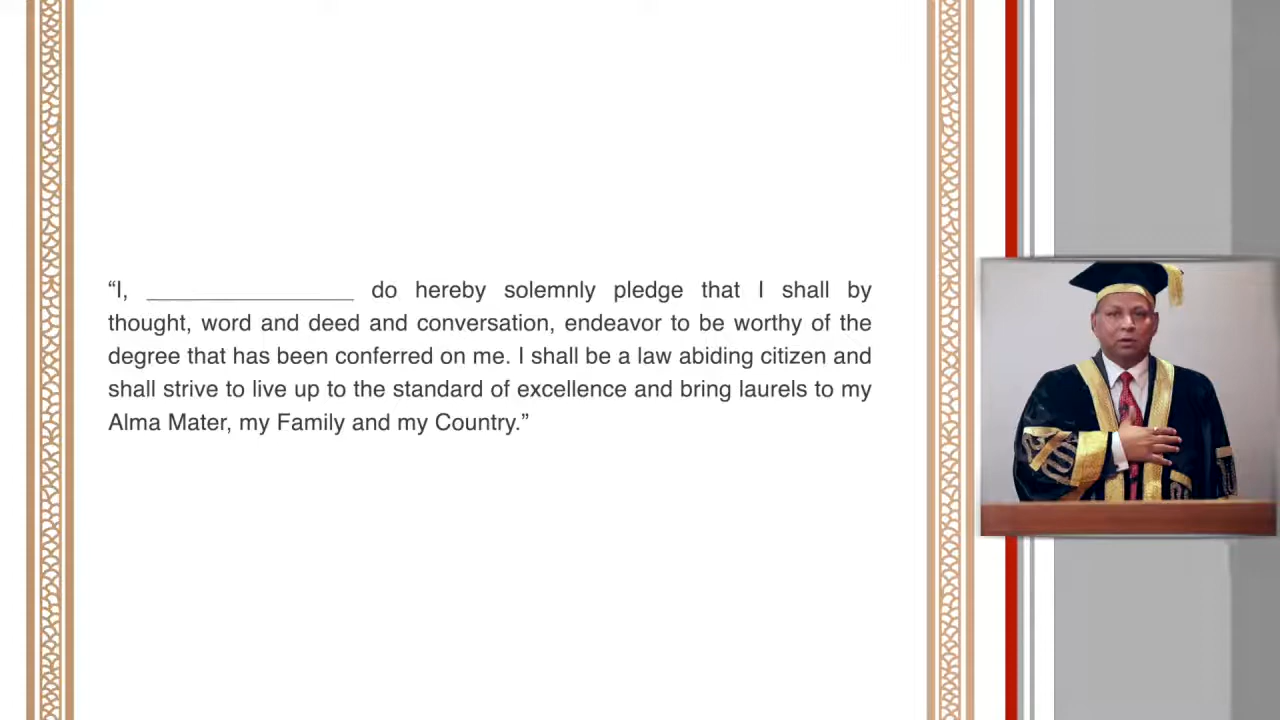 “I, _________________ do hereby solemnly pledge that I shall by
thought, word and deed and conversation, endeavor to be worthy of the
degree that has been conferred on me. I shall be a law abiding citizen and
shall strive to live up to the standard of excellence and bring laurels to my
Alma Mater, my Family and my Country.”